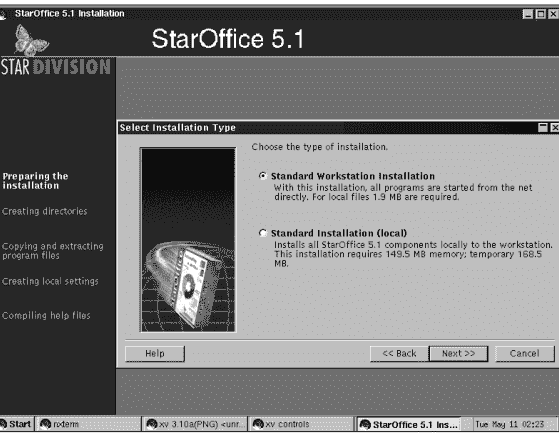 StarOffice 5.1 Installation
StarOffice 5.1
STAR DIVISION
Select Installation Type
Choose the type of installation.
Standard Workstation Installation
With this installation, all programs are started from the net
directly. For local files 1.9 MB are required.
Standard Installation (local)
Installs all StarOffice 5.1 components locally to the workstation.
This installation requires 149.5 MB memory; temporary 168.5
MB.
Preparing the
installation
Creating directories
Copying and extracting
program files
Creating local settings
Compiling help files
Help
<< Back
Next >>
Cancel
Start
rxterm
xv 3.10a(PNG) <unr...
xv controls
StarOffice 5.1 Ins...
Tue May 11 02:23